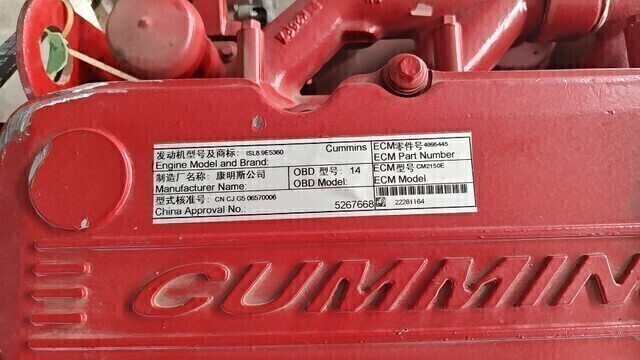 发动机型号及商标: ISL8.9E5360 Cummins
Engine Model and Brand:
ECM零件号 4995445
ECM Part Number
制造厂名称: 康明斯公司
Manufacturer Name:
OBD 型号: 14
OBD Model:
ECM型号 CM2150E
ECM Model
型式核准号: CN CJ G5 06570006
China Approval No.:
5267668
22281164
CUMMIN